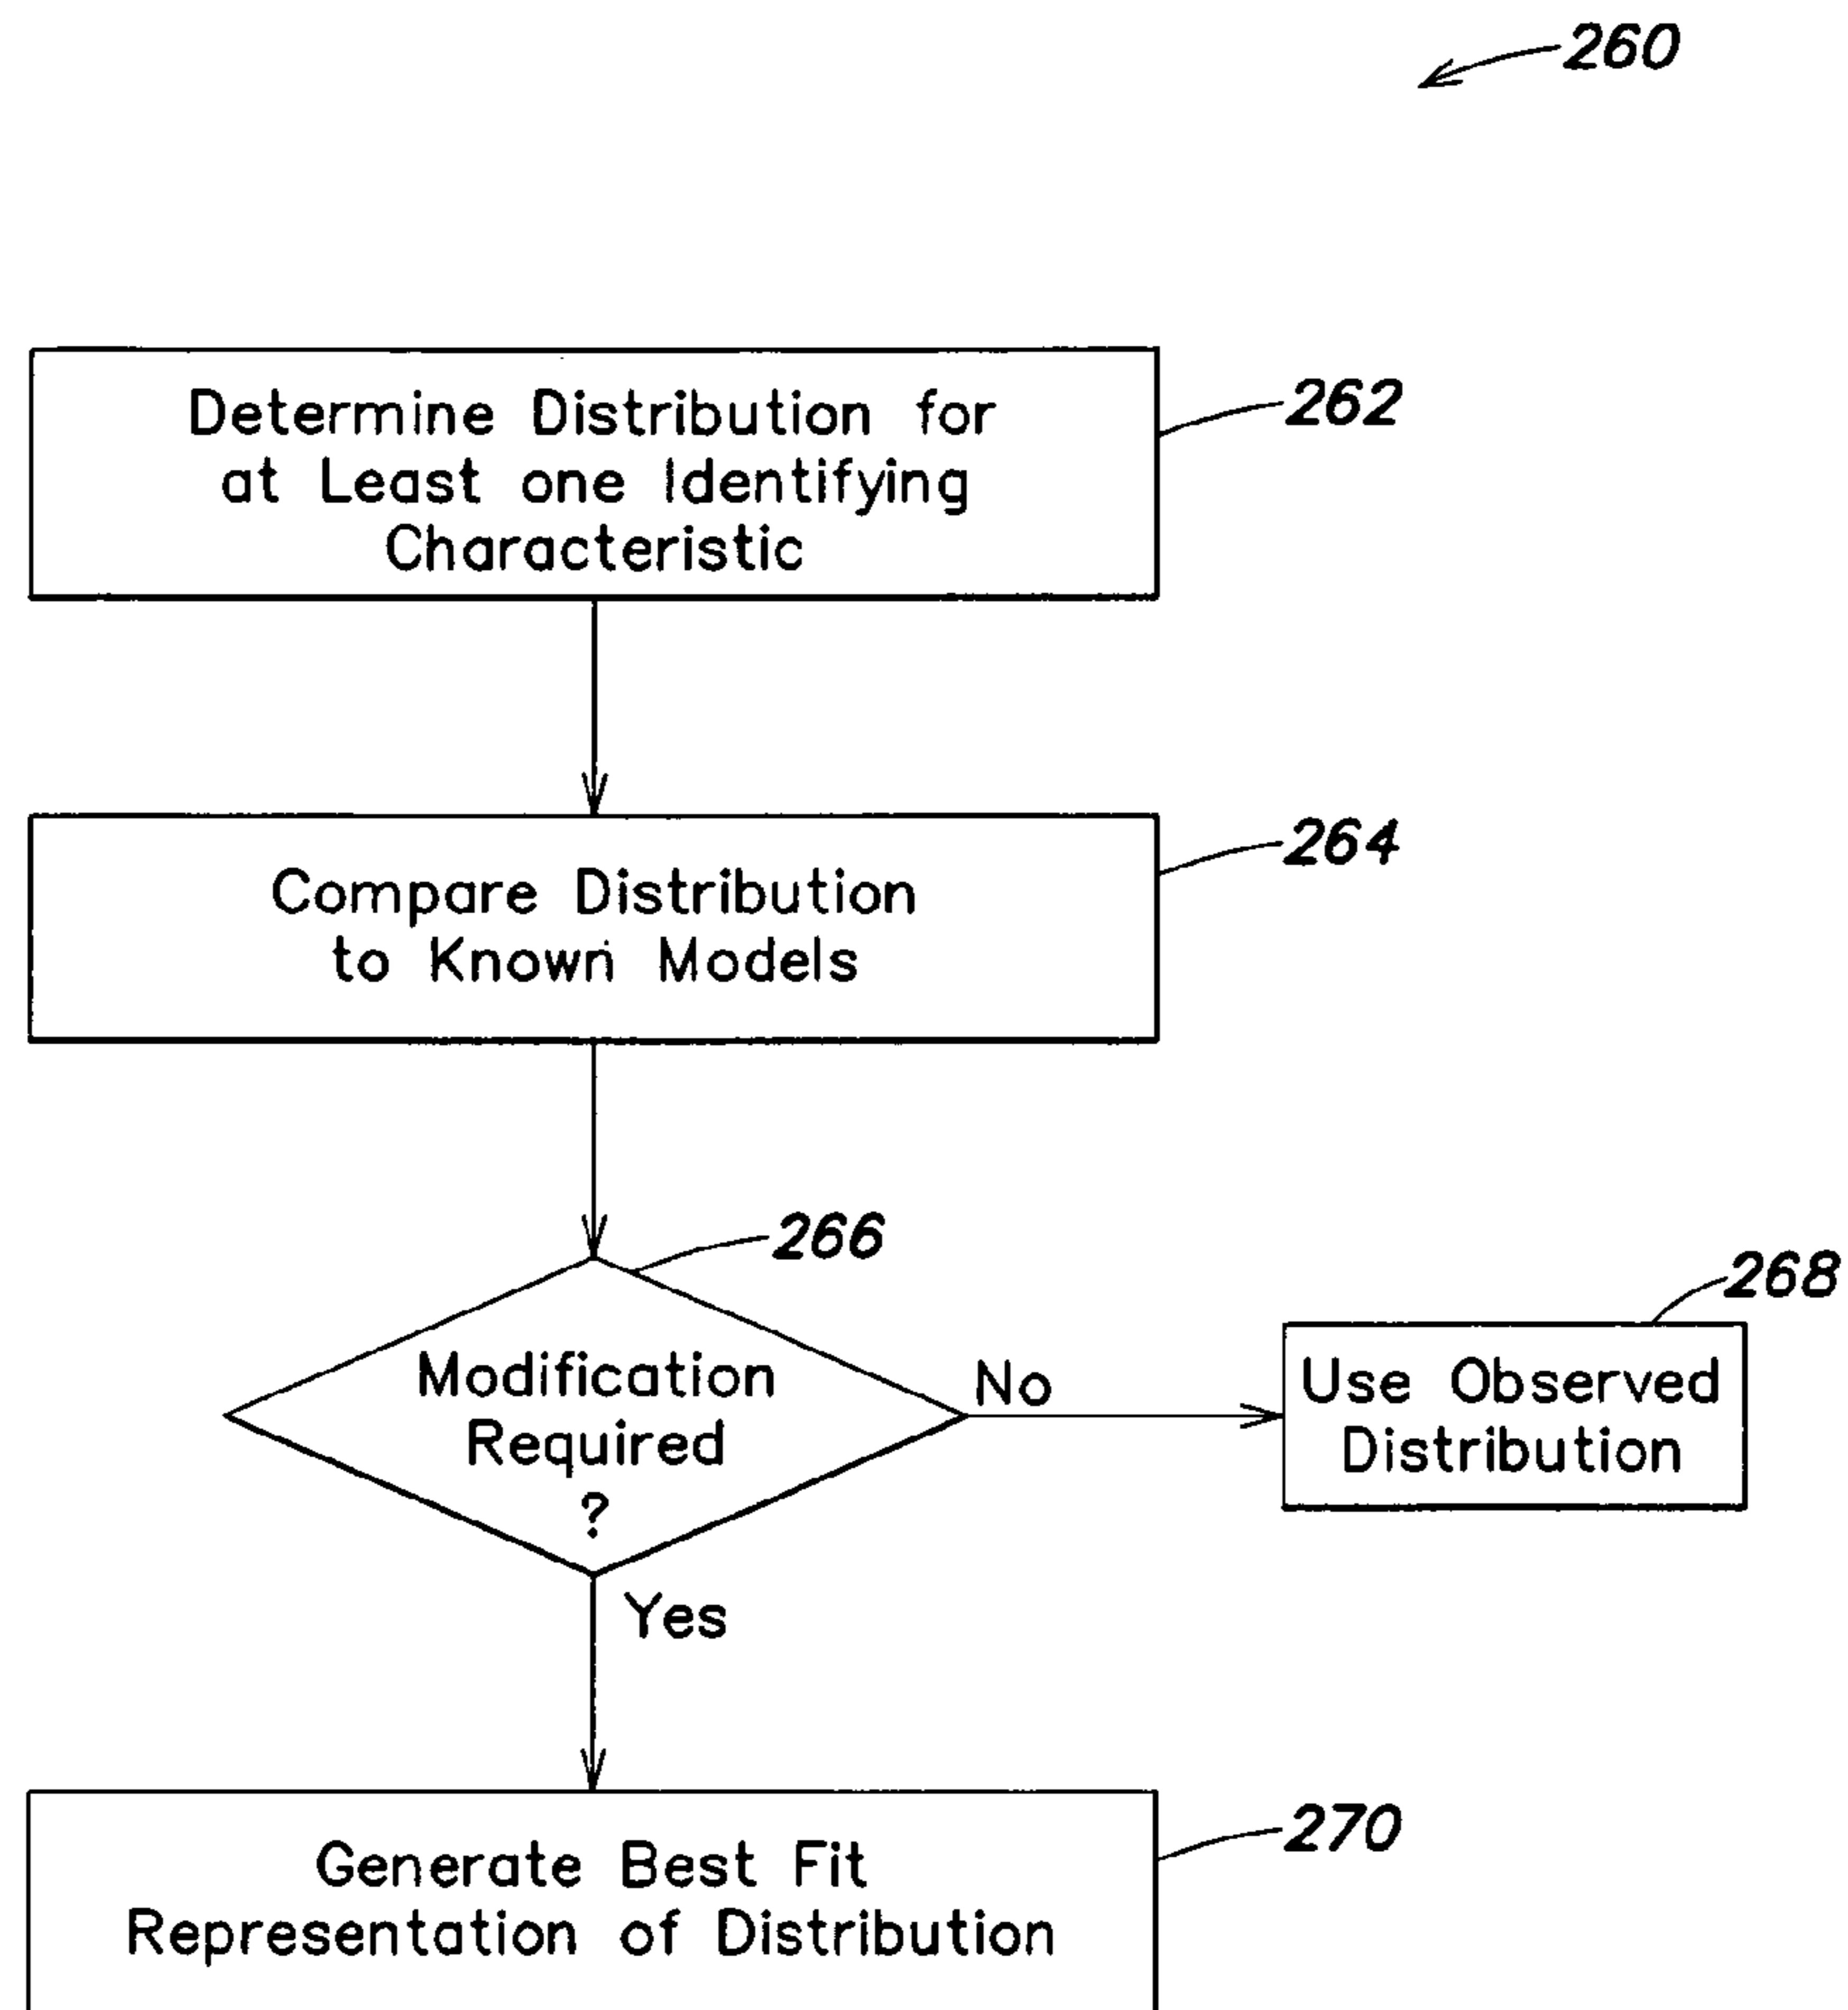 260
Determine Distribution for
at Least one Identifying
Characteristic
262
Compare Distribution
to Known Models
264
266
Modification
Required
?
No
268
Use Observed
Distribution
Yes
Generate Best Fit
Representation of Distribution
270